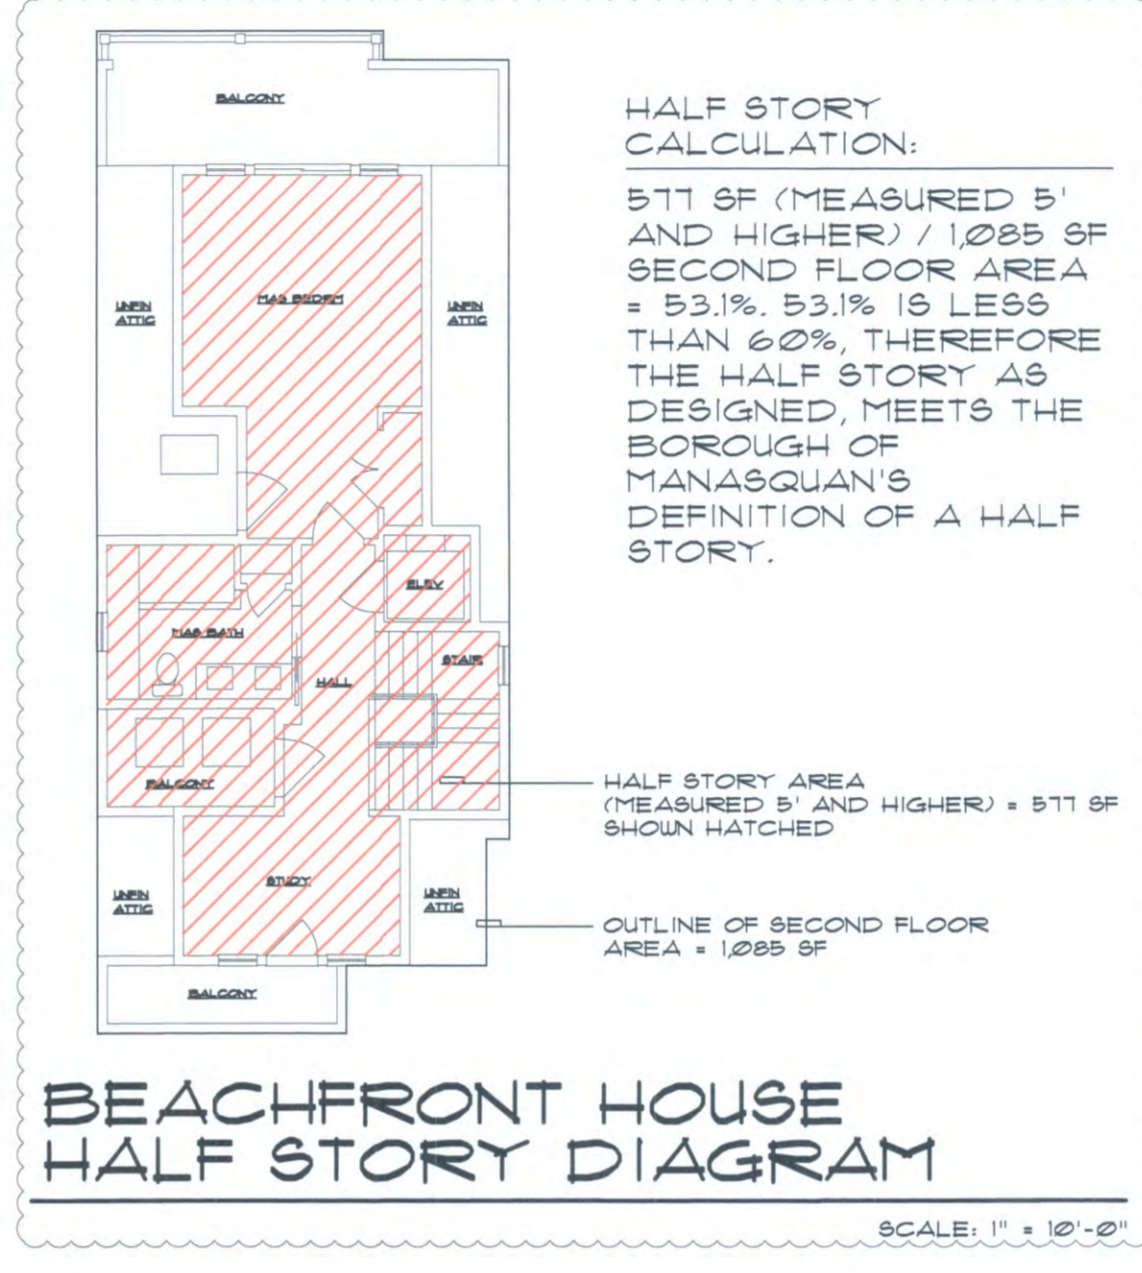 BALCONY
UNFIN
ATTIC
MAS BEDRM
UNFIN
ATTIC
ELEV
MAS BATH
STAIR
HALL
BALCONY
STUDY
UNFIN
ATTIC
UNFIN
ATTIC
BALCONY
HALF STORY
CALCULATION:
577 SF (MEASURED 5'
AND HIGHER) / 1,085 SF
SECOND FLOOR AREA
= 53.1%. 53.1% IS LESS
THAN 60%, THEREFORE
THE HALF STORY AS
DESIGNED, MEETS THE
BOROUGH OF
MANASQUAN'S
DEFINITION OF A HALF
STORY.
HALF STORY AREA
(MEASURED 5' AND HIGHER) = 577 SF
SHOWN HATCHED
OUTLINE OF SECOND FLOOR
AREA = 1,085 SF
BEACHFRONT HOUSE
HALF STORY DIAGRAM
SCALE: 1" = 10'-0"